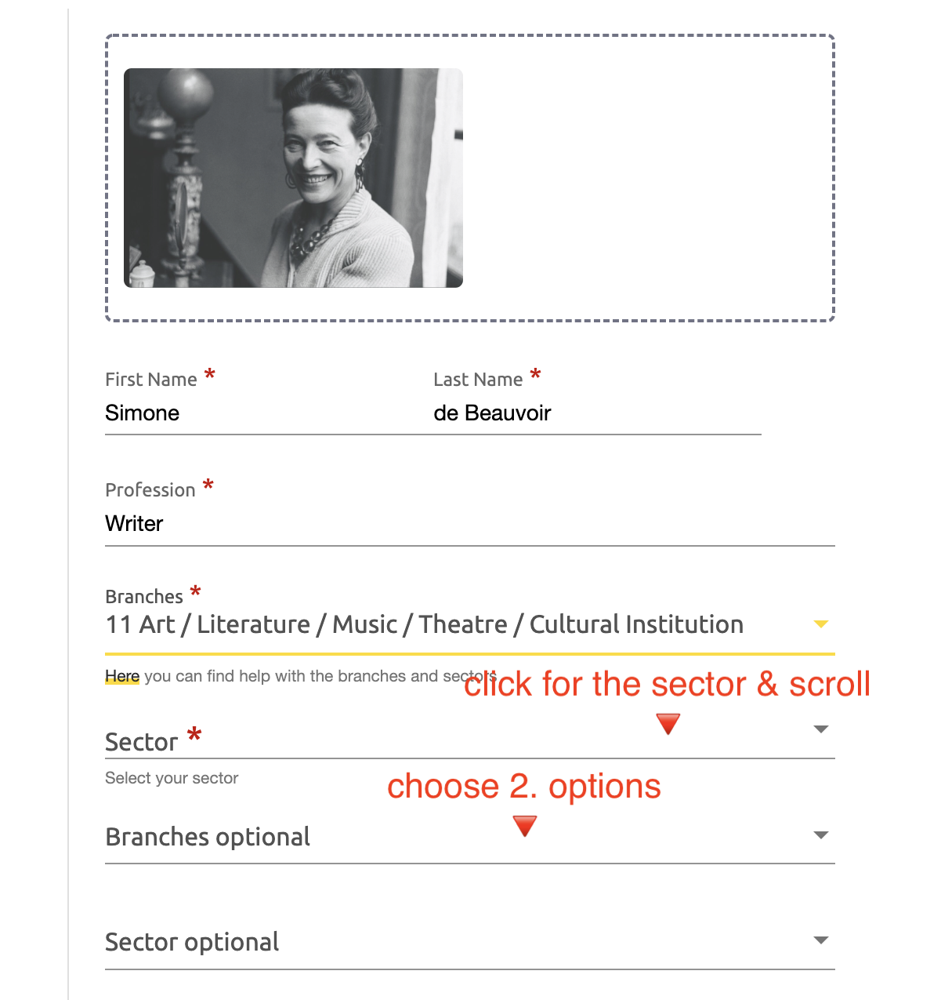 First Name *
Last Name *
Simone
de Beauvoir
Profession *
Writer
Branches *
11 Art / Literature / Music / Theatre / Cultural Institution
Here you can find help with the branches and sectors.
click for the sector & scroll
Sector *
Select your sector
choose 2. options
Branches optional
Sector optional